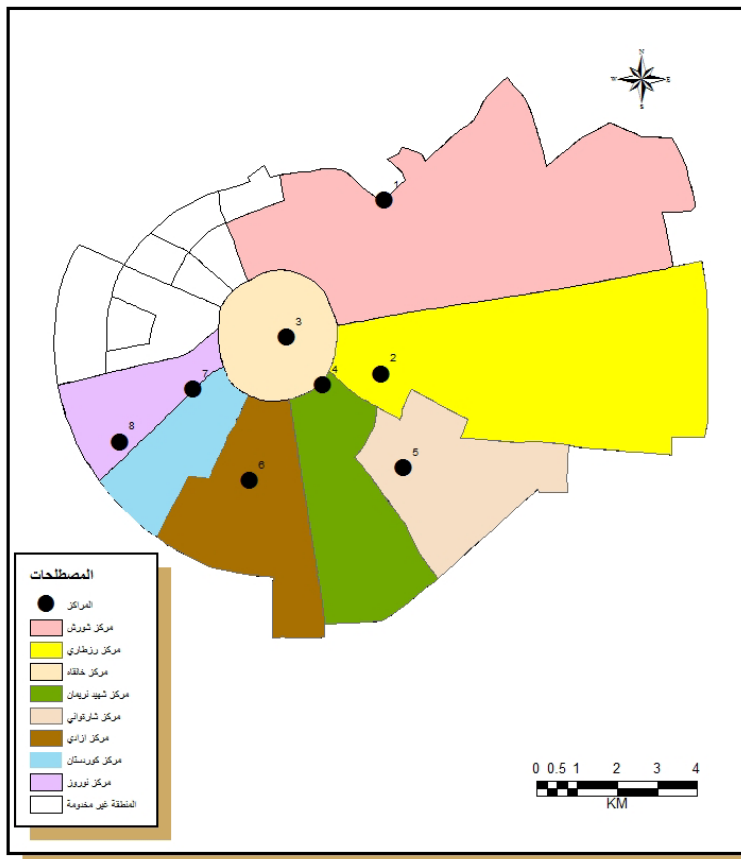 N
W E
S
1
3
2
4
7
8
5
6
المصطلحات
المراكز
مركز شورش
مركز رزطاري
مركز خانقاه
مركز شهيد نريمان
مركز شارةواني
مركز ازادي
مركز كوردستان
مركز نوروز
المنطقة غير مخدومة
0 0.5 1 2 3 4
KM